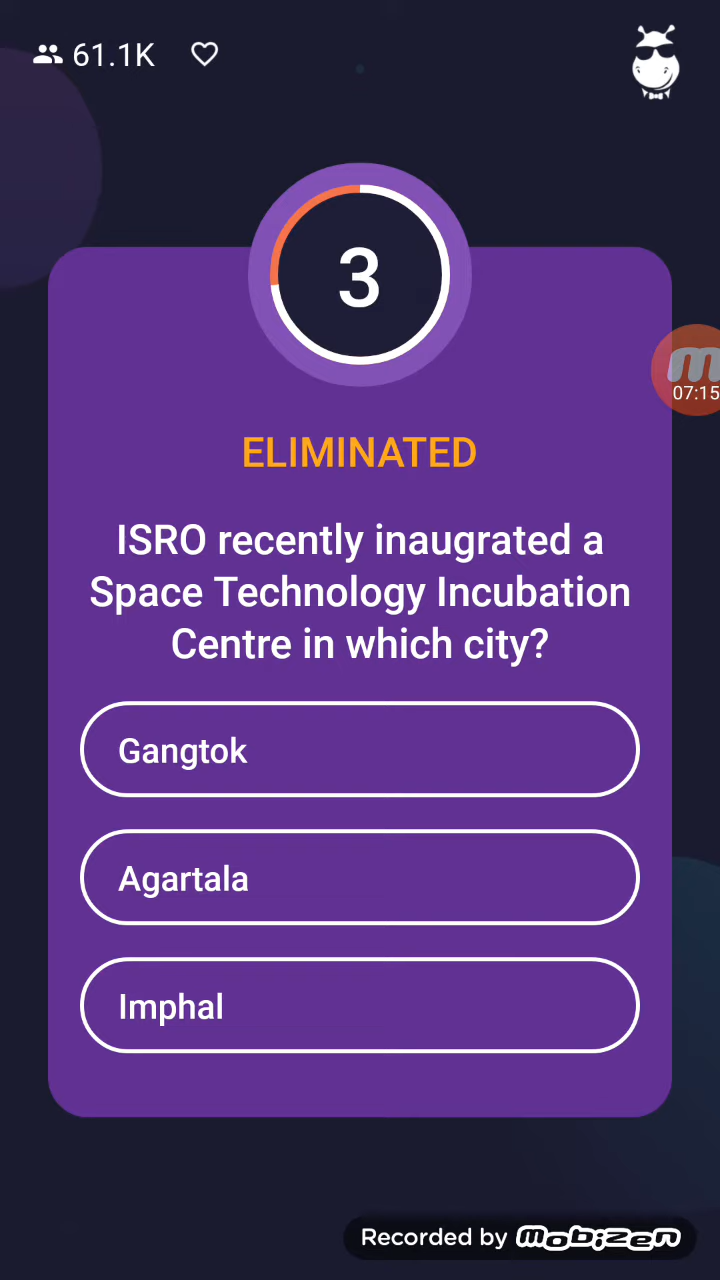 61.1K
3
07:15
ELIMINATED
ISRO recently inaugrated a
Space Technology Incubation
Centre in which city?
Gangtok
Agartala
Imphal
Recorded by mobizen